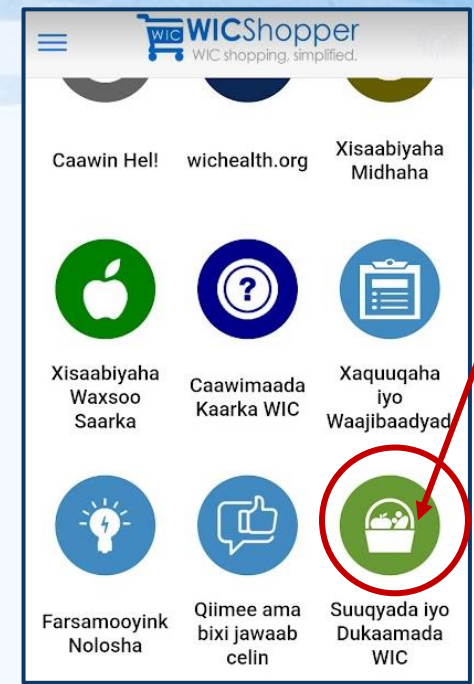 WIC WICShopper
WIC shopping, simplified.
Caawin Hel!
wichealth.org
Xisaabiyaha
Midhaha
?
Xisaabiyaha
Waxsoo
Saarka
Caawimaada
Kaarka WIC
Xaquuqaha
iyo
Waajibaadyad
Farsamooyink
Nolosha
Qiimee ama
bixi jawaab
celin
Suuqyada iyo
Dukaamada
WIC